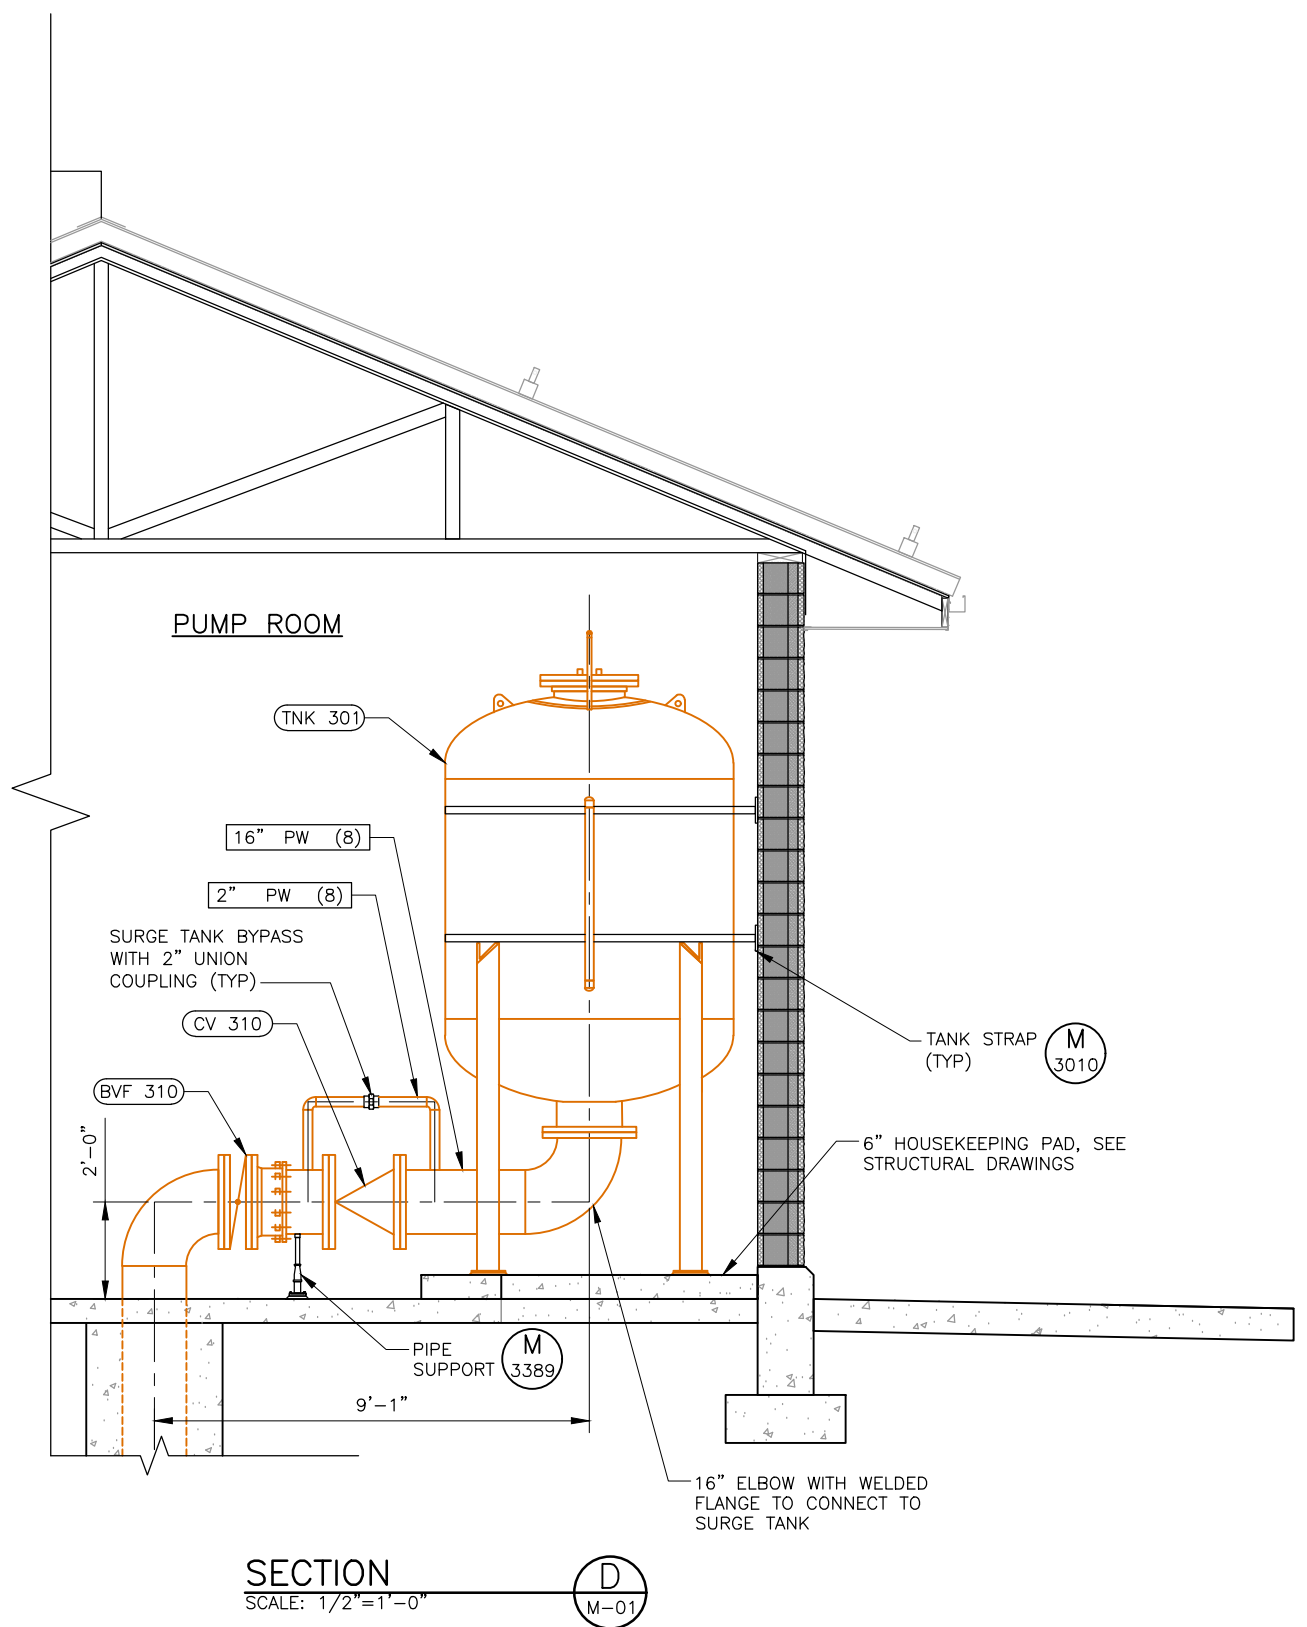 PUMP ROOM
TNK 301
16" PW (8)
2" PW (8)
SURGE TANK BYPASS
WITH 2" UNION
COUPLING (TYP)
CV 310
BVF 310
2'-0"
TANK STRAP
(TYP)
M
3010
6" HOUSEKEEPING PAD, SEE
STRUCTURAL DRAWINGS
PIPE
SUPPORT
M
3389
9'-1"
16" ELBOW WITH WELDED
FLANGE TO CONNECT TO
SURGE TANK
SECTION
SCALE: 1/2"=1'-0"
D
M-01